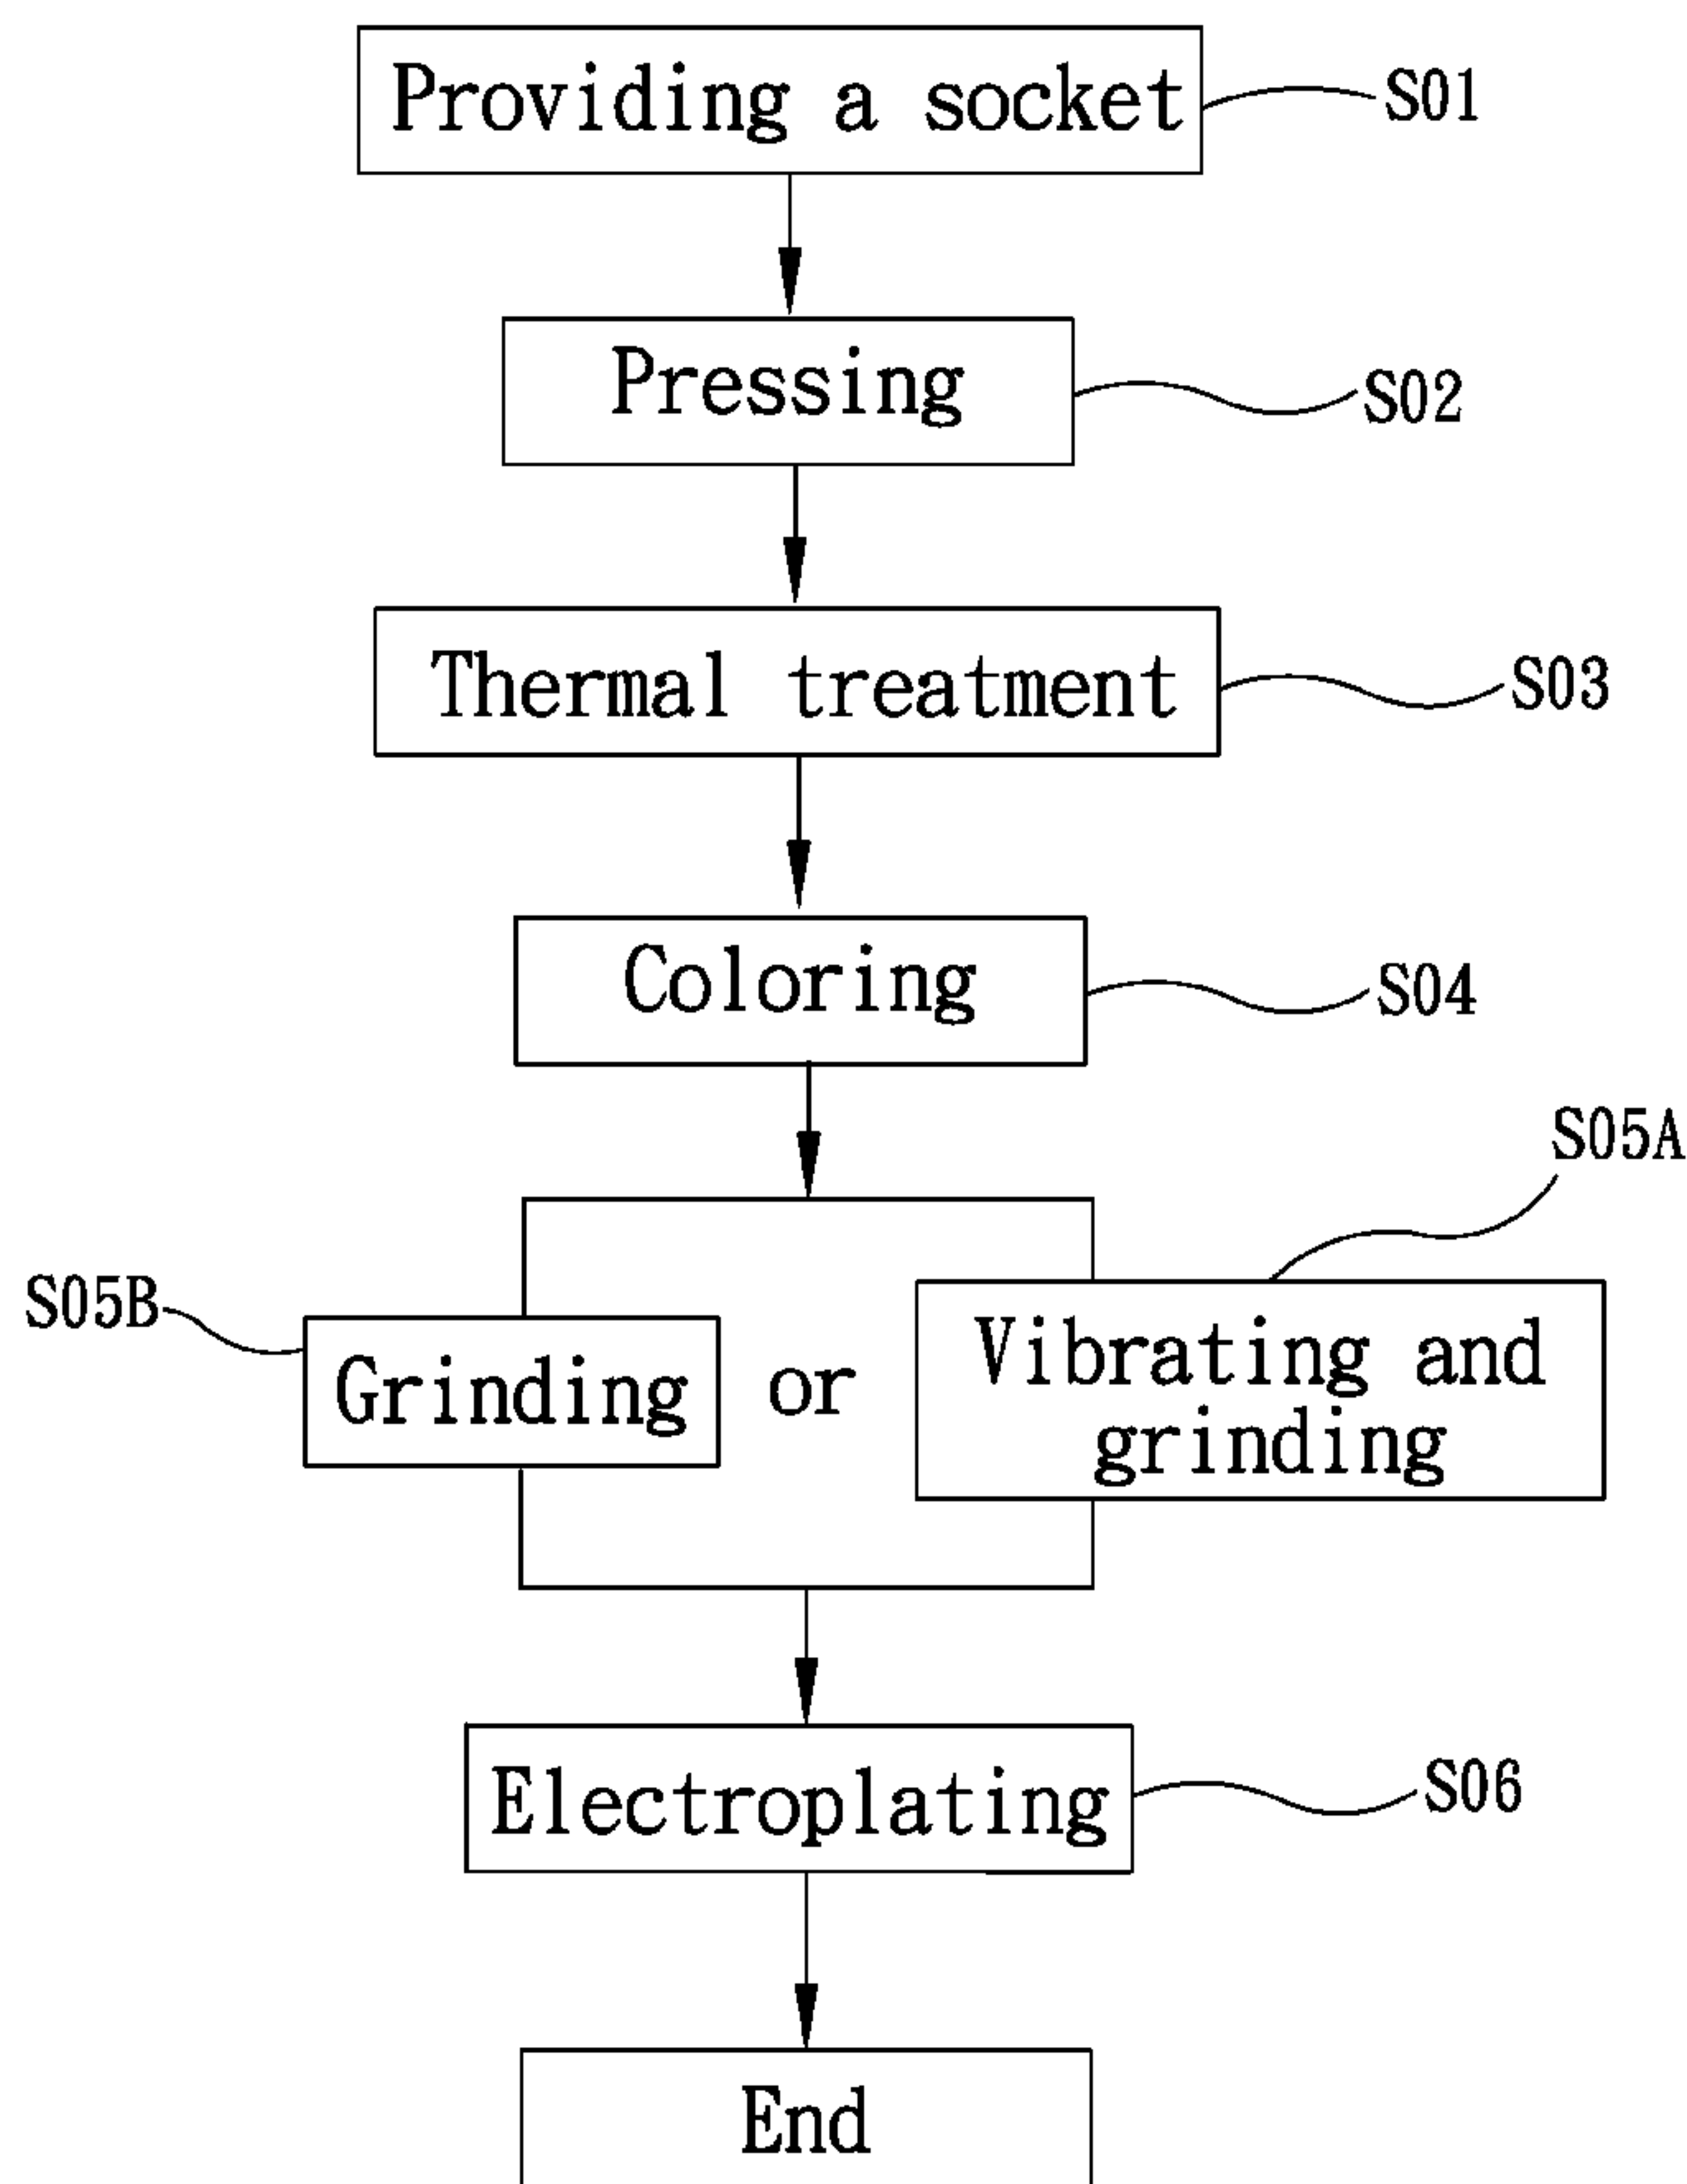 Providing a socket
S01
Pressing
S02
Thermal treatment
S03
Coloring
S04
S05A
S05B
Grinding
or
Vibrating and
grinding
Electroplating
S06
End